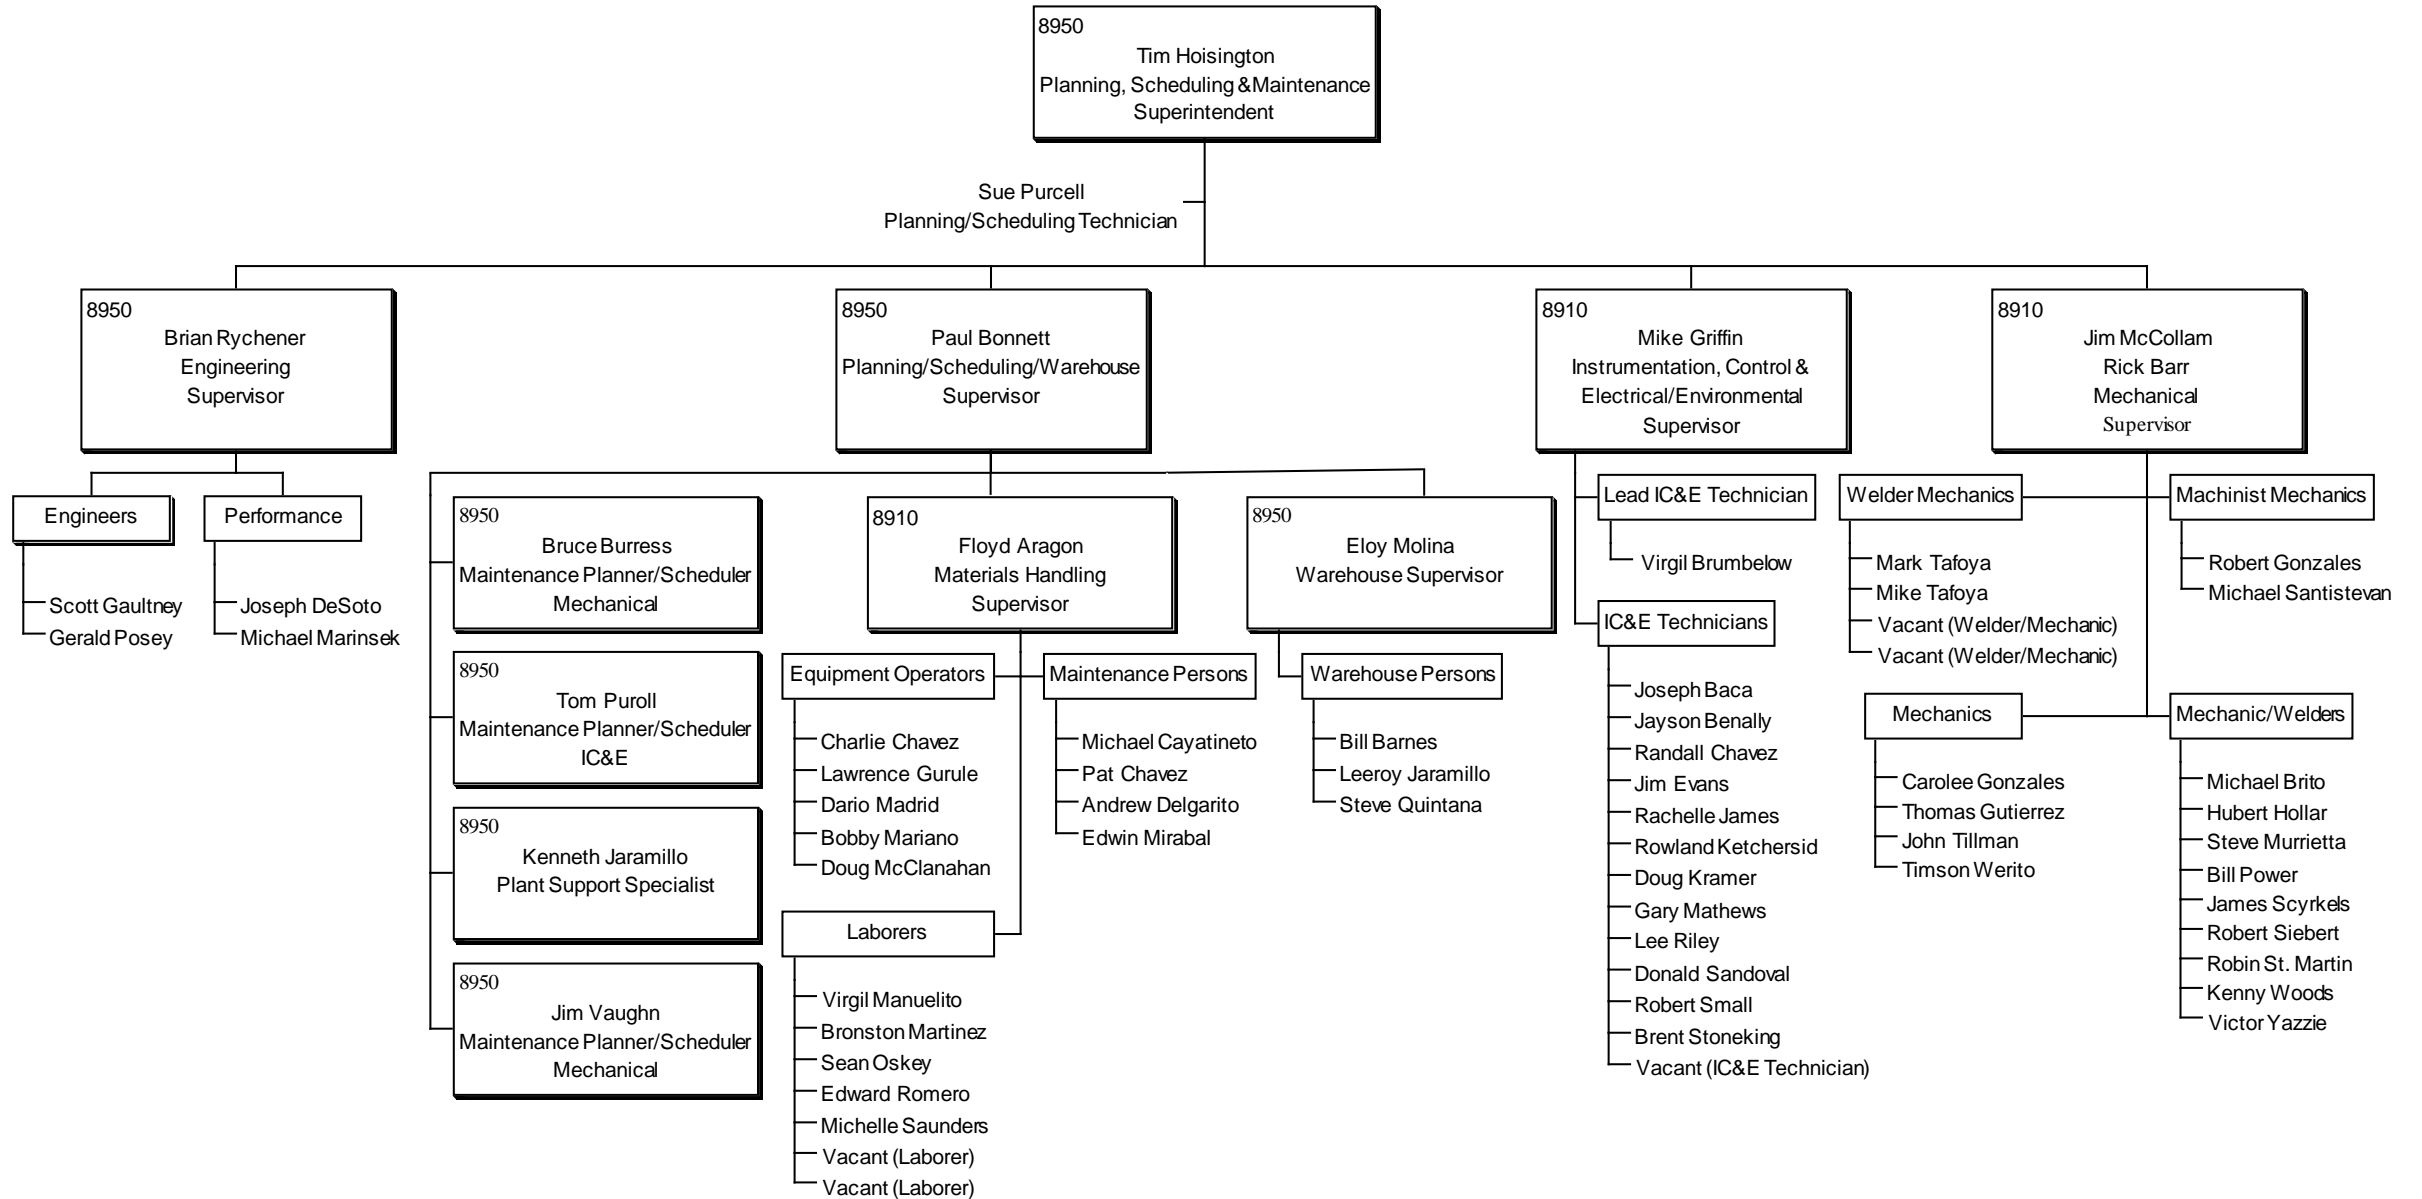 8950
Tim Hoisington
Planning, Scheduling & Maintenance
Superintendent
Sue Purcell
Planning/Scheduling Technician
8950
Brian Rychener
Engineering
Supervisor
8950
Paul Bonnett
Planning/Scheduling/Warehouse
Supervisor
8910
Mike Griffin
Instrumentation, Control &
Electrical/Environmental
Supervisor
8910
Jim McCollam
Rick Barr
Mechanical
Supervisor
Engineers
Scott Gaultney
Gerald Posey
Performance
Joseph DeSoto
Michael Marinsek
8950
Bruce Burress
Maintenance Planner/Scheduler
Mechanical
8950
Tom Puroll
Maintenance Planner/Scheduler
IC&E
8950
Kenneth Jaramillo
Plant Support Specialist
8950
Jim Vaughn
Maintenance Planner/Scheduler
Mechanical
8910
Floyd Aragon
Materials Handling
Supervisor
Equipment Operators
Charlie Chavez
Lawrence Gurule
Dario Madrid
Bobby Mariano
Doug McClanahan
Maintenance Persons
Michael Cayatineto
Pat Chavez
Andrew Delgarito
Edwin Mirabal
Laborers
Virgil Manuelito
Bronston Martinez
Sean Oskey
Edward Romero
Michelle Saunders
Vacant (Laborer)
Vacant (Laborer)
8950
Eloy Molina
Warehouse Supervisor
Warehouse Persons
Bill Barnes
Leeroy Jaramillo
Steve Quintana
Lead IC&E Technician
Virgil Brumbelow
IC&E Technicians
Joseph Baca
Jayson Benally
Randall Chavez
Jim Evans
Rachelle James
Rowland Ketchersid
Doug Kramer
Gary Mathews
Lee Riley
Donald Sandoval
Robert Small
Brent Stoneking
Vacant (IC&E Technician)
Welder Mechanics
Mark Tafoya
Mike Tafoya
Vacant (Welder/Mechanic)
Vacant (Welder/Mechanic)
Machinist Mechanics
Robert Gonzales
Michael Santistevan
Mechanics
Carolee Gonzales
Thomas Gutierrez
John Tillman
Timson Werito
Mechanic/Welders
Michael Brito
Hubert Hollar
Steve Murrietta
Bill Power
James Scyrkels
Robert Siebert
Robin St. Martin
Kenny Woods
Victor Yazzie